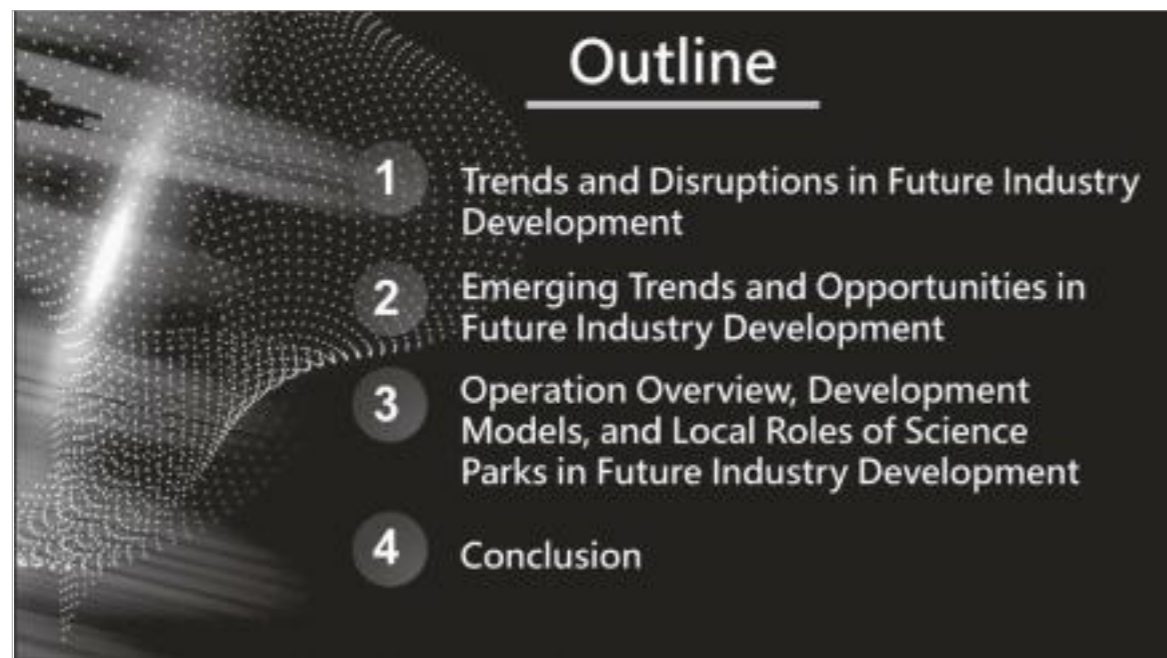 Outline
1
Trends and Disruptions in Future Industry
Development
2
Emerging Trends and Opportunities in
Future Industry Development
3
Operation Overview, Development
Models, and Local Roles of Science
Parks in Future Industry Development
4
Conclusion